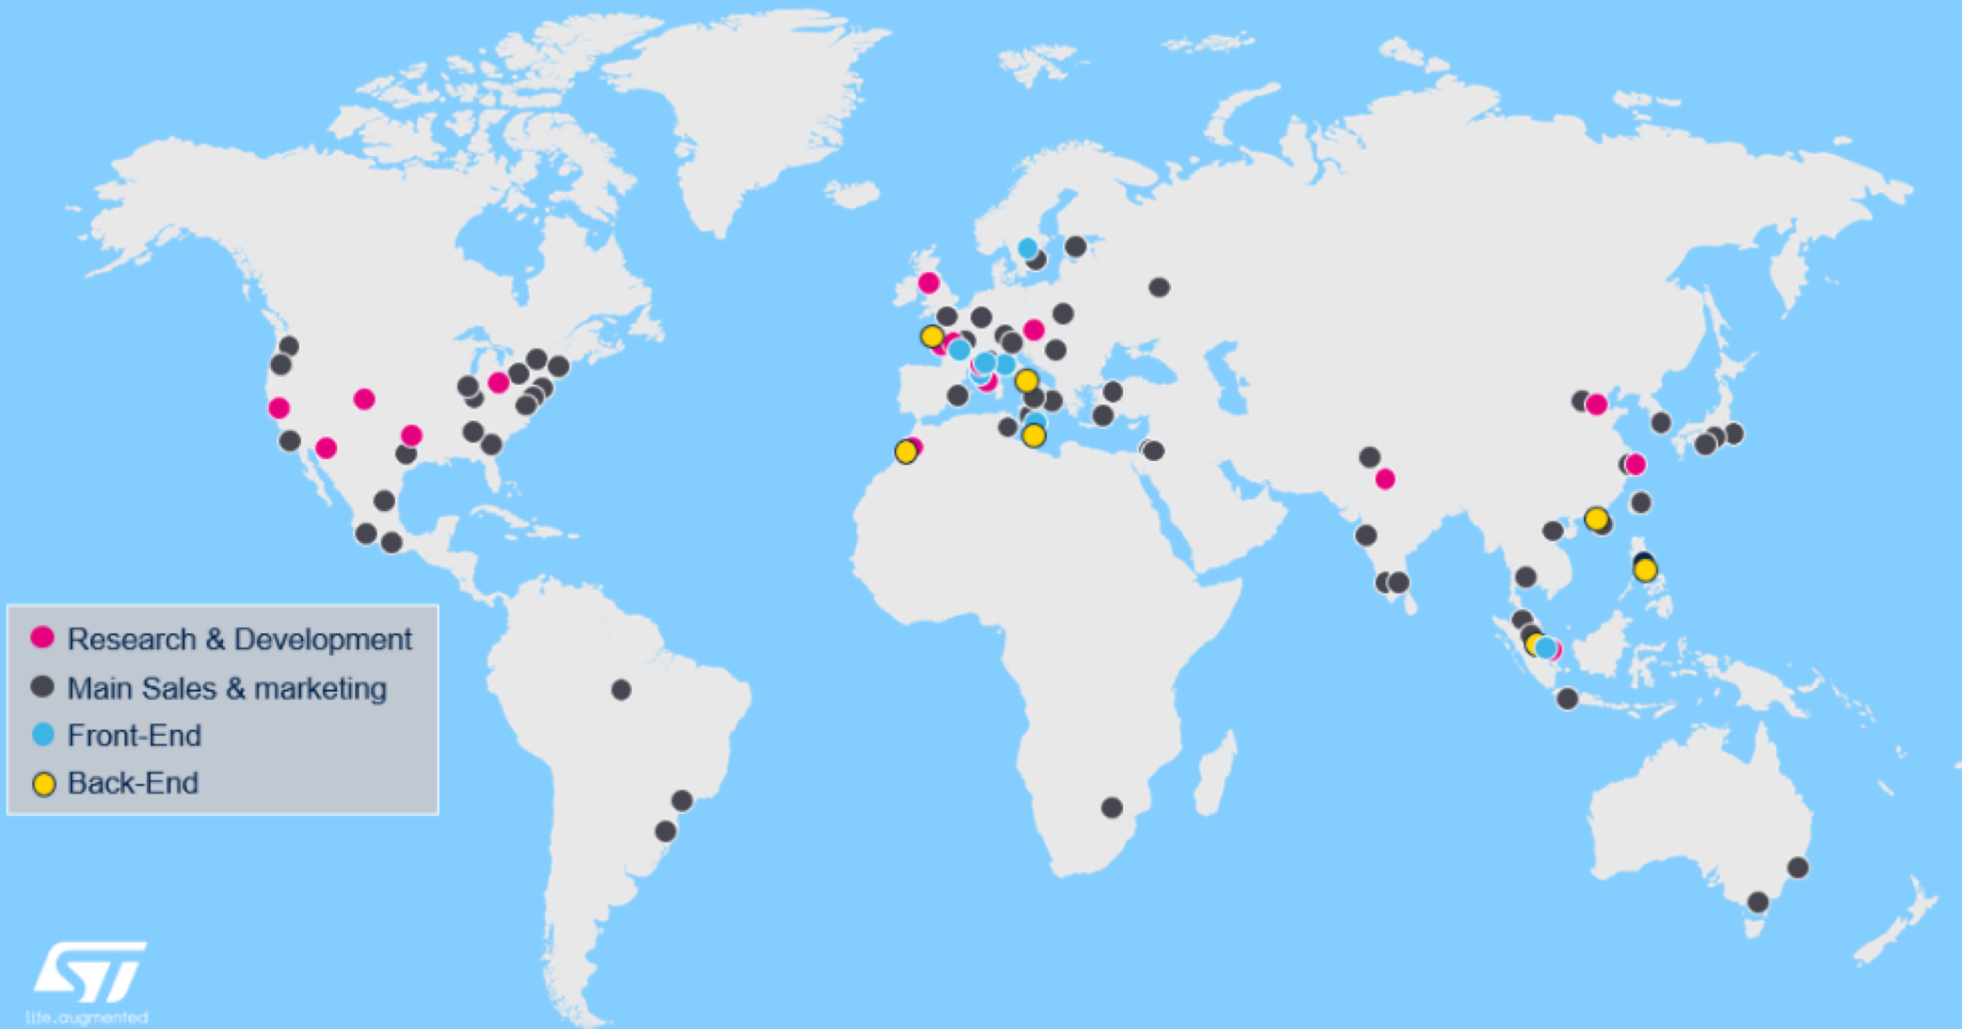 Research & Development
Main Sales & marketing
Front-End
Back-End
ST
life.augmented